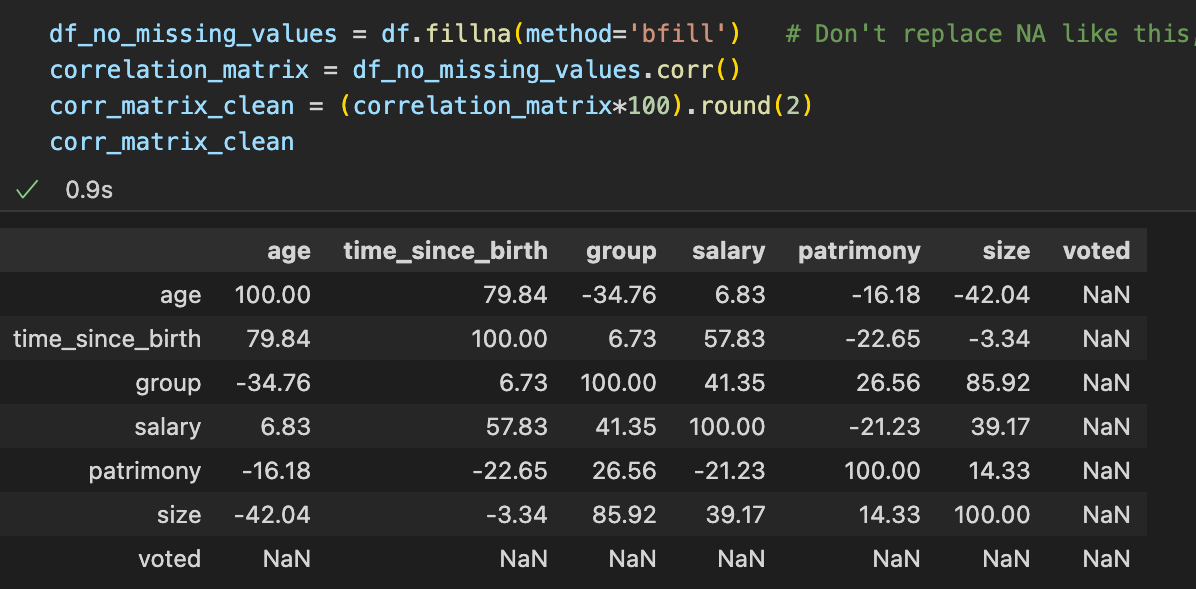 df_no_missing_values = df.fillna(method='bfill')   # Don't replace NA like this,
correlation_matrix = df_no_missing_values.corr()
corr_matrix_clean = (correlation_matrix*100).round(2)
corr_matrix_clean
✓ 0.9s
age time_since_birth group salary patrimony size voted
age 100.00 79.84 -34.76 6.83 -16.18 -42.04 NaN
time_since_birth 79.84 100.00 6.73 57.83 -22.65 -3.34 NaN
group -34.76 6.73 100.00 41.35 26.56 85.92 NaN
salary 6.83 57.83 41.35 100.00 -21.23 39.17 NaN
patrimony -16.18 -22.65 26.56 -21.23 100.00 14.33 NaN
size -42.04 -3.34 85.92 39.17 14.33 100.00 NaN
voted NaN NaN NaN NaN NaN NaN NaN